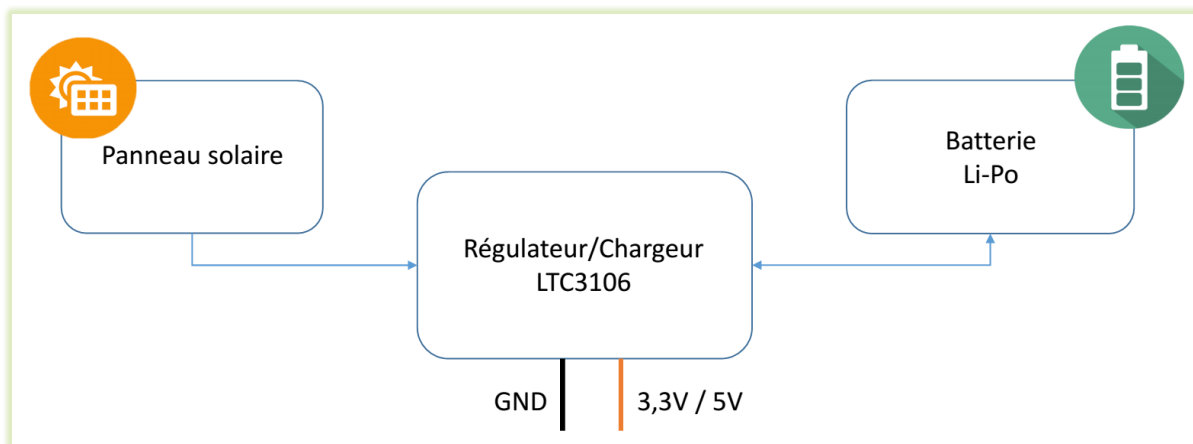 Panneau solaire
Batterie
Li-Po
Régulateur/Chargeur
LTC3106
GND
3,3V / 5V